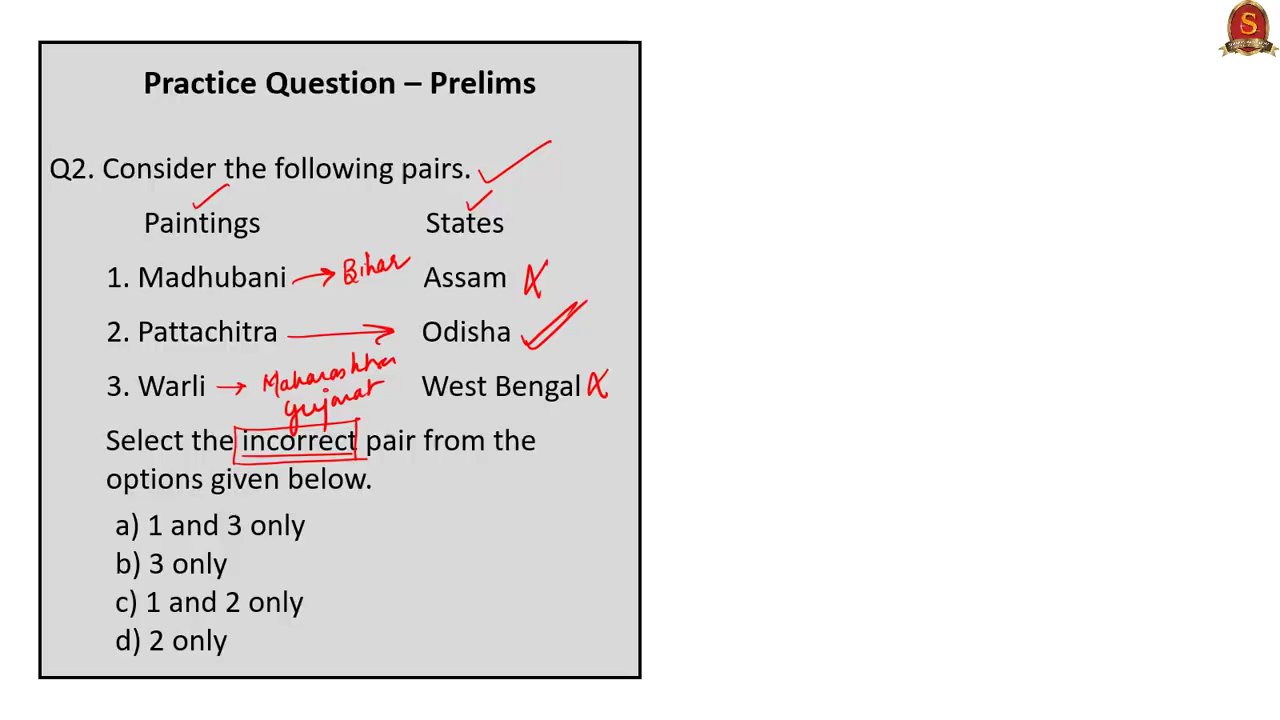 Practice Question – Prelims
Q2. Consider the following pairs.
Paintings States
1. Madhubani → Bihar Assam
2. Pattachitra → Odisha
3. Warli → Maharashtra Gujarat West Bengal
Select the incorrect pair from the
options given below.
a) 1 and 3 only
b) 3 only
c) 1 and 2 only
d) 2 only
S